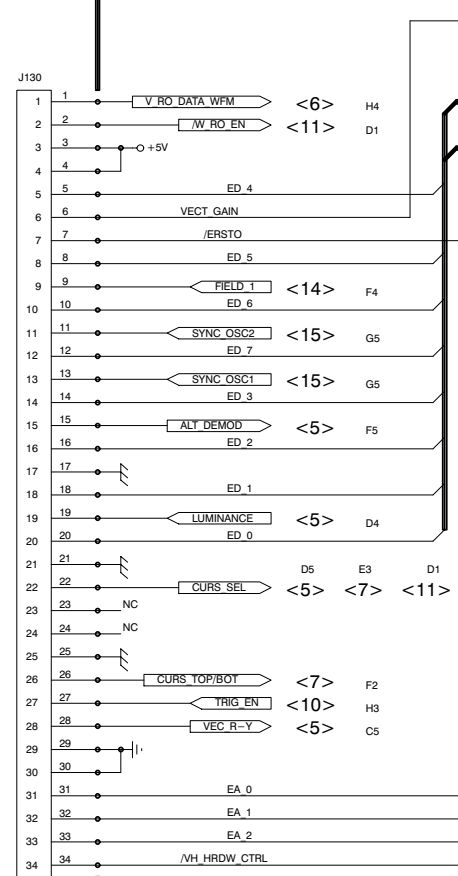 J130
1 1 V_RO_DATA_WFM <6> H4
2 2 /W_RO_EN <11> D1
3 3 +5V
4 4
5 5 ED_4
6 6 VECT_GAIN
7 7 /ERSTO
8 8 ED_5
9 9 FIELD_1 <14> F4
10 10 ED_6
11 11 SYNC_OSC2 <15> G5
12 12 ED_7
13 13 SYNC_OSC1 <15> G5
14 14 ED_3
15 15 ALT_DEMOD <5> F5
16 16 ED_2
17 17
18 18 ED_1
19 19 LUMINANCE <5> D4
20 20 ED_0
21 21
D5 E3 D1
22 22 CURS_SEL <5> <7> <11>
23 23 NC
24 24 NC
25 25
26 26 CURS_TOP/BOT <7> F2
27 27 TRIG_EN <10> H3
28 28 VEC_R-Y <5> C5
29 29
30 30
31 31 EA_0
32 32 EA_1
33 33 EA_2
34 34 /VH_HRDW_CTRL